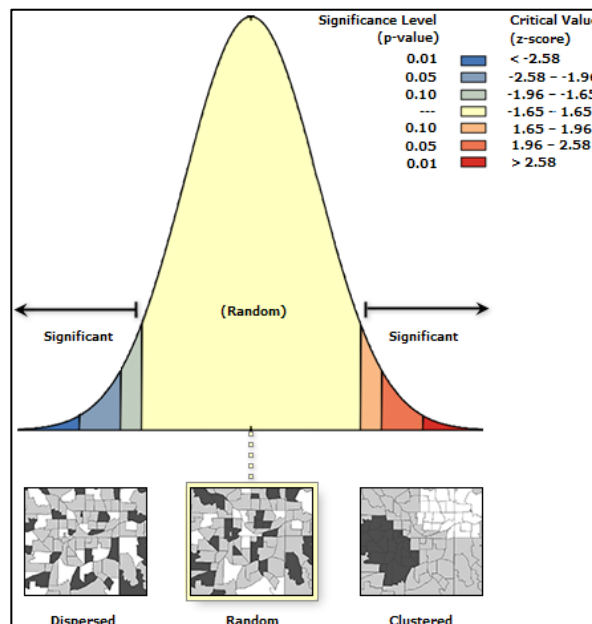 Significance Level Critical Value
(p-value) (z-score)
0.01 < -2.58
0.05 -2.58 – -1.96
0.10 -1.96 – -1.65
--- -1.65 – 1.65
0.10 1.65 – 1.96
0.05 1.96 – 2.58
0.01 > 2.58
(Random)
Significant Significant
Dispersed Random Clustered